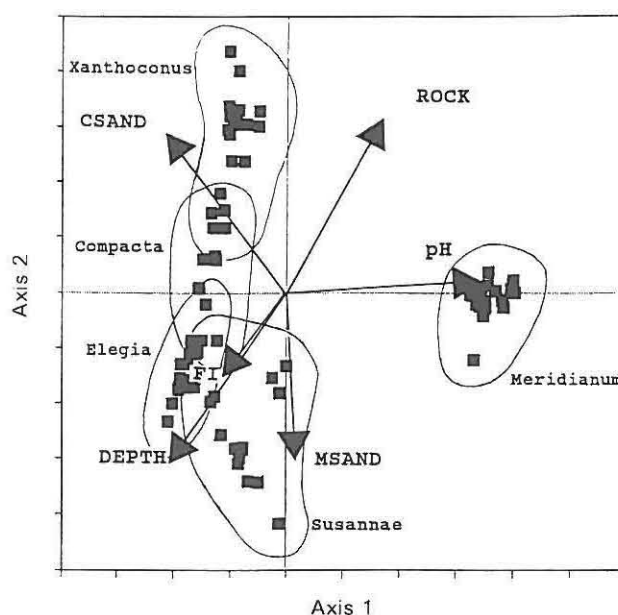 Xanthoconus
ROCK
CSAND
Compacta
pH
Axis 2
Elegia
FI
Meridianum
DEPTH
MSAND
Susannae
Axis 1